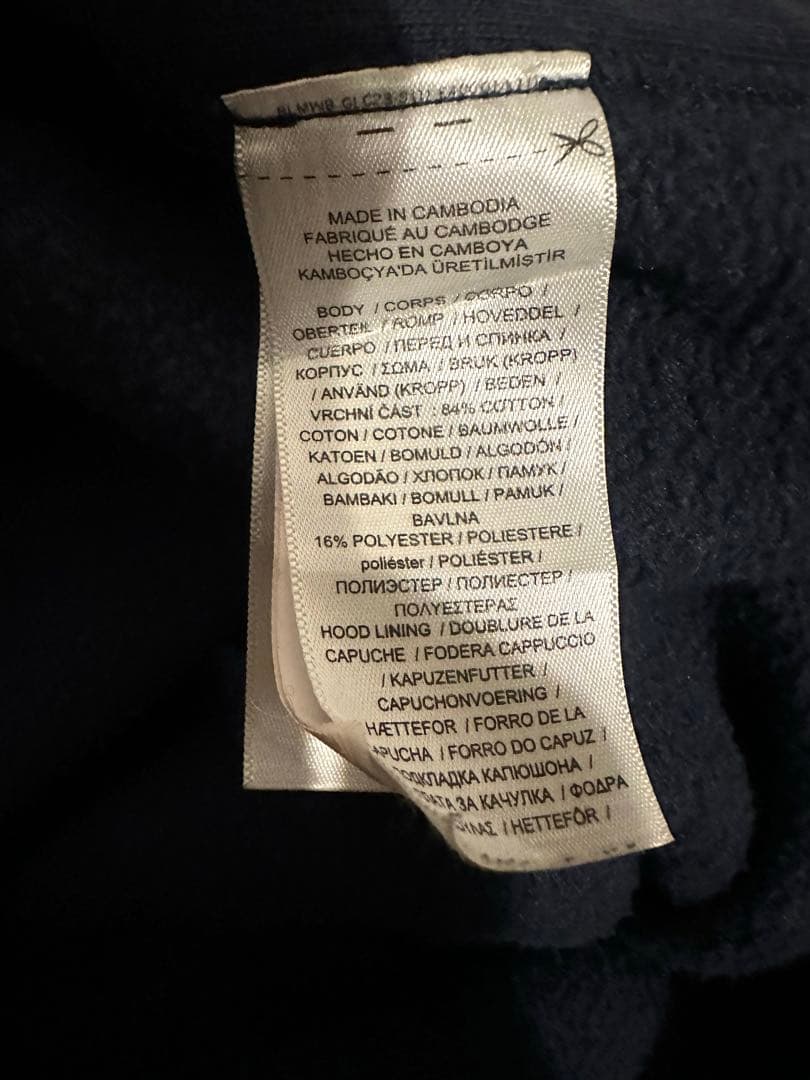 MADE IN CAMBODIA
FABRIQUÉ AU CAMBODGE
HECHO EN CAMBOYA
KAMBOÇYA'DA ÜRETİLMİŞTİR
BODY / CORPS / CORPO /
OBERTEIL / ROMP / HOVEDDEL /
CUERPO / ПЕРЕД И СПИНКА /
КОРПУС / ΣΩΜΑ / BRUK (KROPP)
/ ANVÄND (KROPP) / BEDEN /
VRCHNÍ ČÁST : 84% COTTON /
COTON / COTONE / BAUMWOLLE /
KATOEN / BOMULD / ALGODÓN /
ALGODÃO / ХЛОПОК / ПАМУК /
BAMBAKI / BOMULL / PAMUK /
BAVLNA
16% POLYESTER / POLIESTERE /
poliéster / POLIÉSTER /
ПОЛИЭСТЕР / ПОЛИЕСТЕР /
ΠΟΛΥΕΣΤΕΡΑΣ
HOOD LINING / DOUBLURE DE LA
CAPUCHE / FODERA CAPPUCCIO
/ KAPUZENFUTTER /
CAPUCHONVOERING /
HÆTTEFOR / FORRO DE LA
APUCHA / FORRO DO CAPUZ /
ОДКЛАДКА КАПЮШОНА /
ЗА КАЧУЛКА / ΦΟΔΡΑ
/ HETTEFÔR /